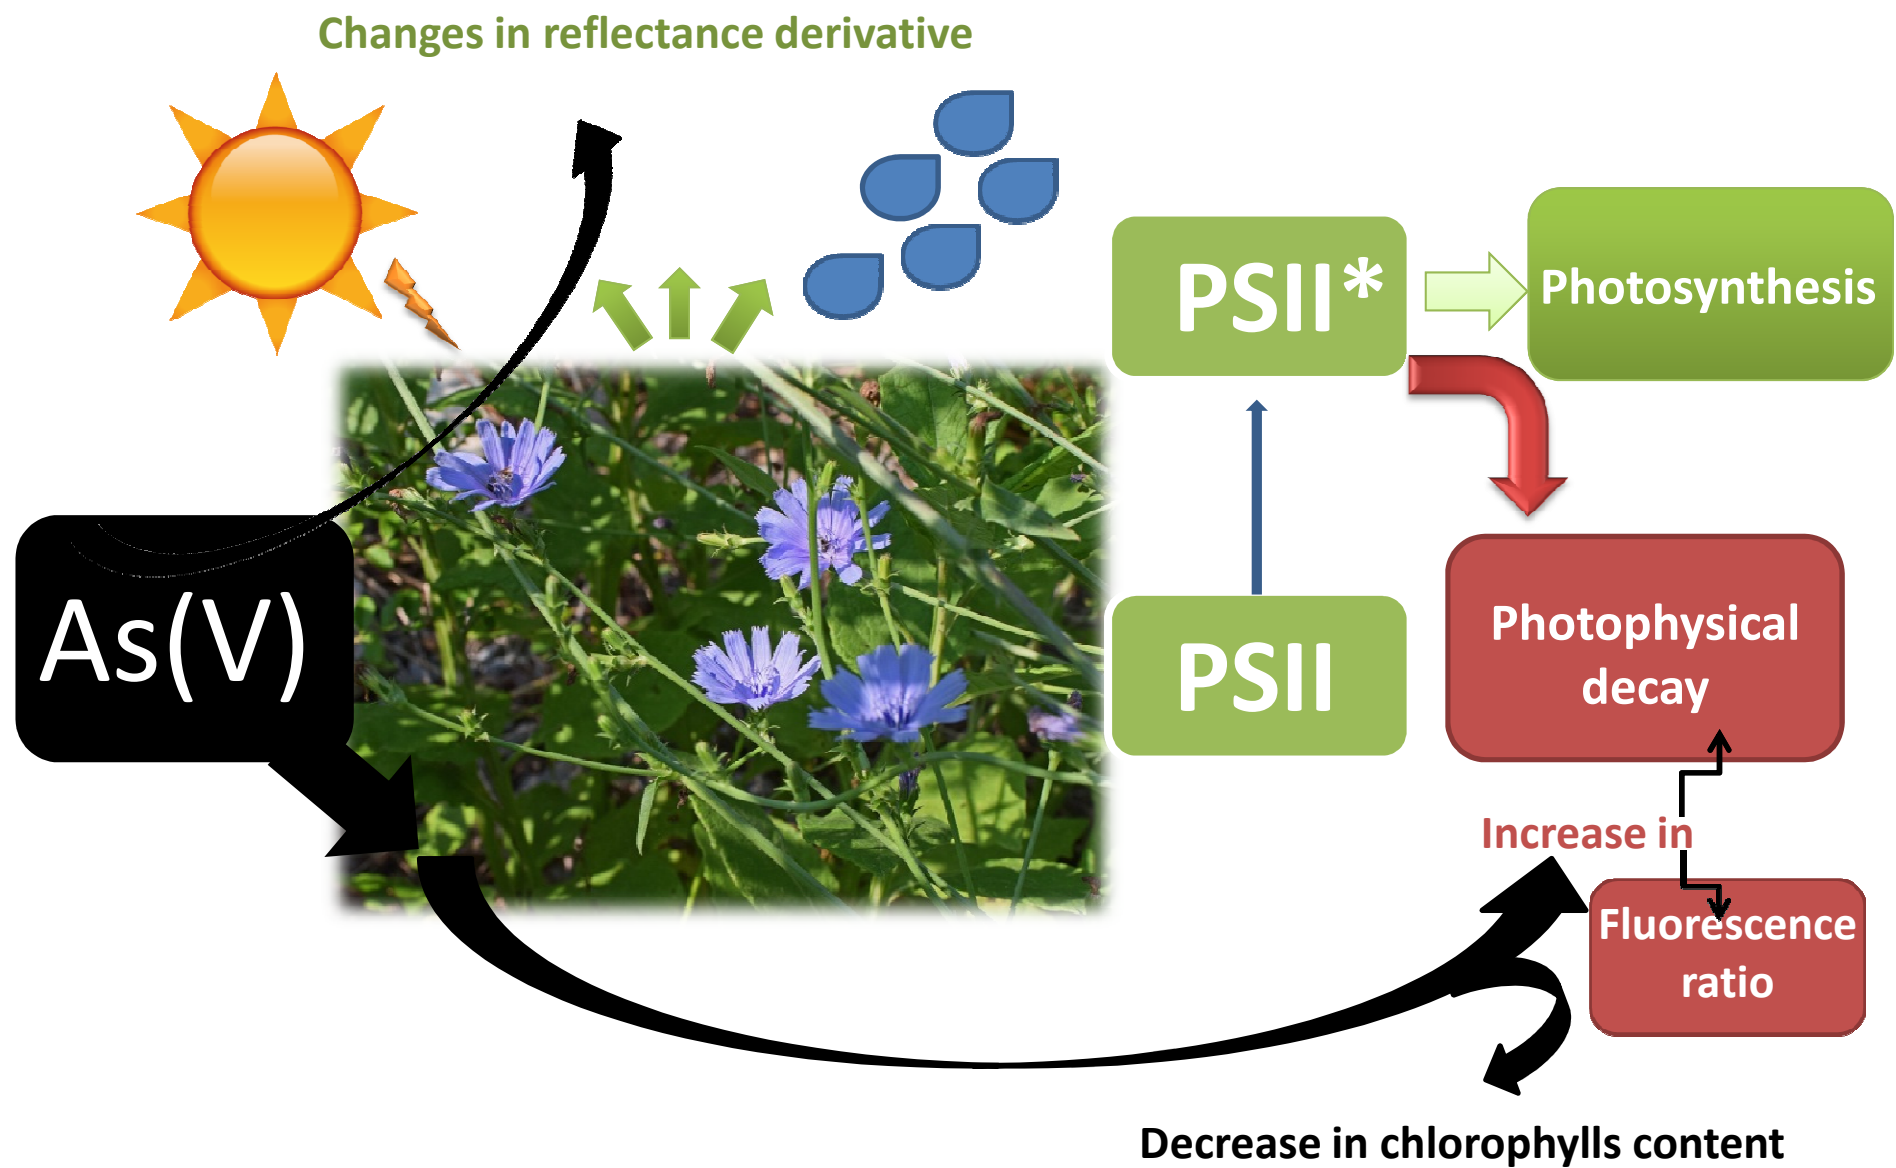 Changes in reflectance derivative
PSII*
Photosynthesis
As(V)
PSII
Photophysical
decay
Increase in
Fluorescence
ratio
Decrease in chlorophylls content